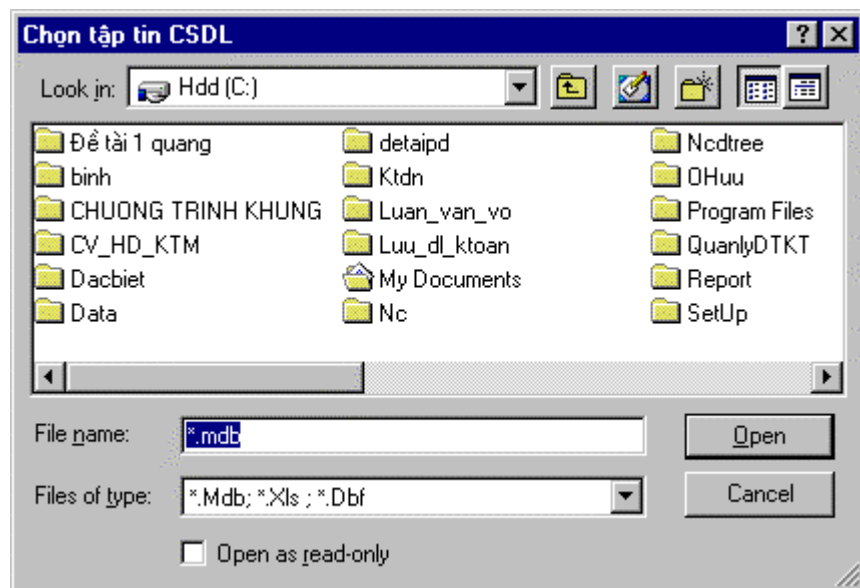 Chọn tập tin CSDL
Look in: Hdd (C:)
Đề tài 1 quang detaipd Ncdtree
binh Ktdn OHuu
CHUONG TRINH KHUNG Luan_van_vo Program Files
CV_HD_KTM Luu_dl_ktoan QuanlyDTKT
Dacbiet My Documents Report
Data Nc SetUp
File name: *.mdb Open
Files of type: *.Mdb; *.Xls ; *.Dbf Cancel
Open as read-only